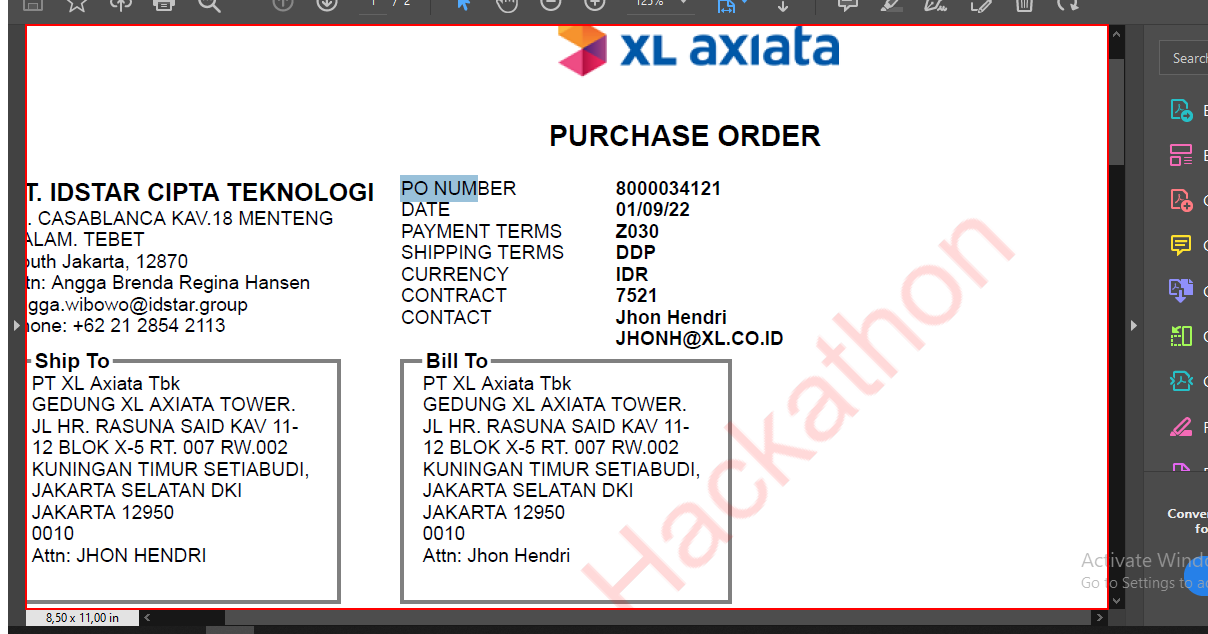 1 / 2
125%
XL axiata
PURCHASE ORDER
T. IDSTAR CIPTA TEKNOLOGI
. CASABLANCA KAV.18 MENTENG
ALAM. TEBET
outh Jakarta, 12870
tn: Angga Brenda Regina Hansen
gga.wibowo@idstar.group
hone: +62 21 2854 2113
PO NUMBER 8000034121
DATE 01/09/22
PAYMENT TERMS Z030
SHIPPING TERMS DDP
CURRENCY IDR
CONTRACT 7521
CONTACT Jhon Hendri
JHONH@XL.CO.ID
Ship To
PT XL Axiata Tbk
GEDUNG XL AXIATA TOWER.
JL HR. RASUNA SAID KAV 11-
12 BLOK X-5 RT. 007 RW.002
KUNINGAN TIMUR SETIABUDI,
JAKARTA SELATAN DKI
JAKARTA 12950
0010
Attn: JHON HENDRI
Bill To
PT XL Axiata Tbk
GEDUNG XL AXIATA TOWER.
JL HR. RASUNA SAID KAV 11-
12 BLOK X-5 RT. 007 RW.002
KUNINGAN TIMUR SETIABUDI,
JAKARTA SELATAN DKI
JAKARTA 12950
0010
Attn: Jhon Hendri
Hackathon
Search
Conve
fo
Activate Windo
Go to Settings to a
8,50 x 11,00 in